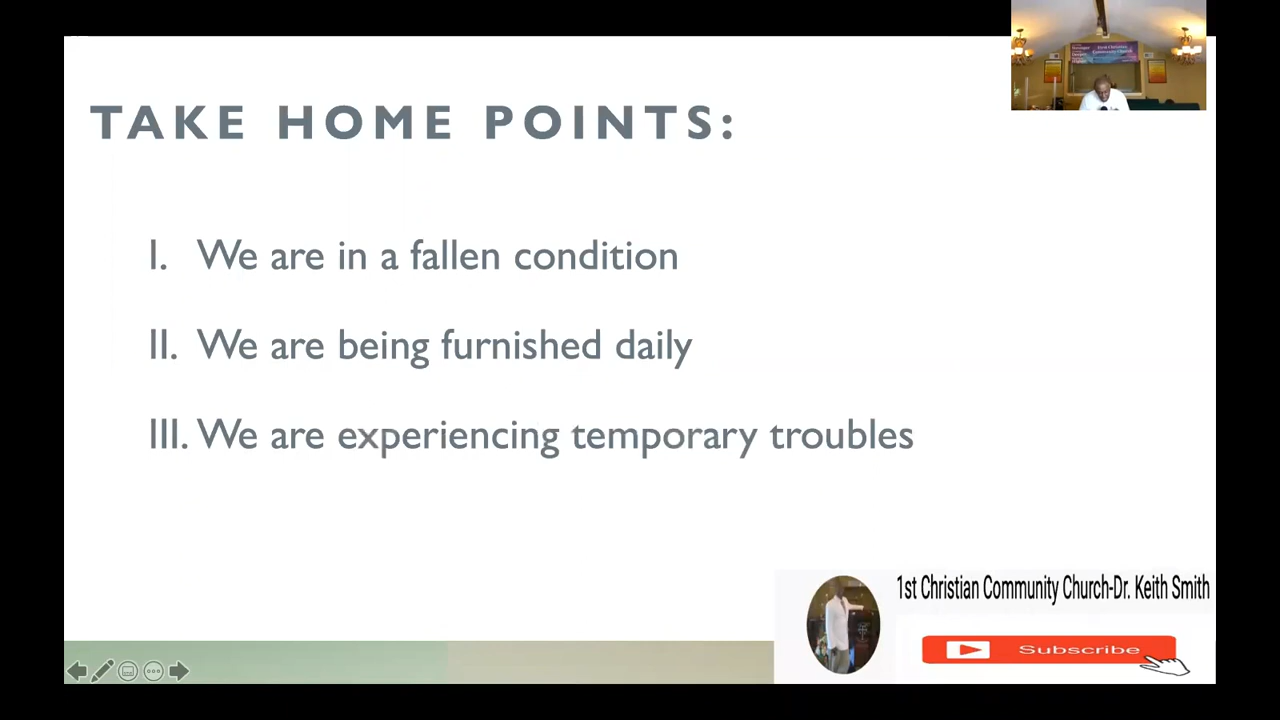 TAKE HOME POINTS:
I. We are in a fallen condition
II. We are being furnished daily
III. We are experiencing temporary troubles
1st Christian Community Church-Dr. Keith Smith
Subscribe